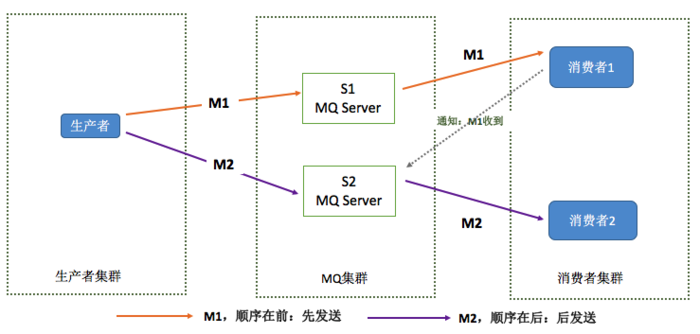 M1
消费者1
S1
MQ Server
M1
生产者
通知：M1收到
M2
S2
MQ Server
M2
消费者2
生产者集群
MQ集群
消费者集群
M1，顺序在前：先发送
M2，顺序在后：后发送